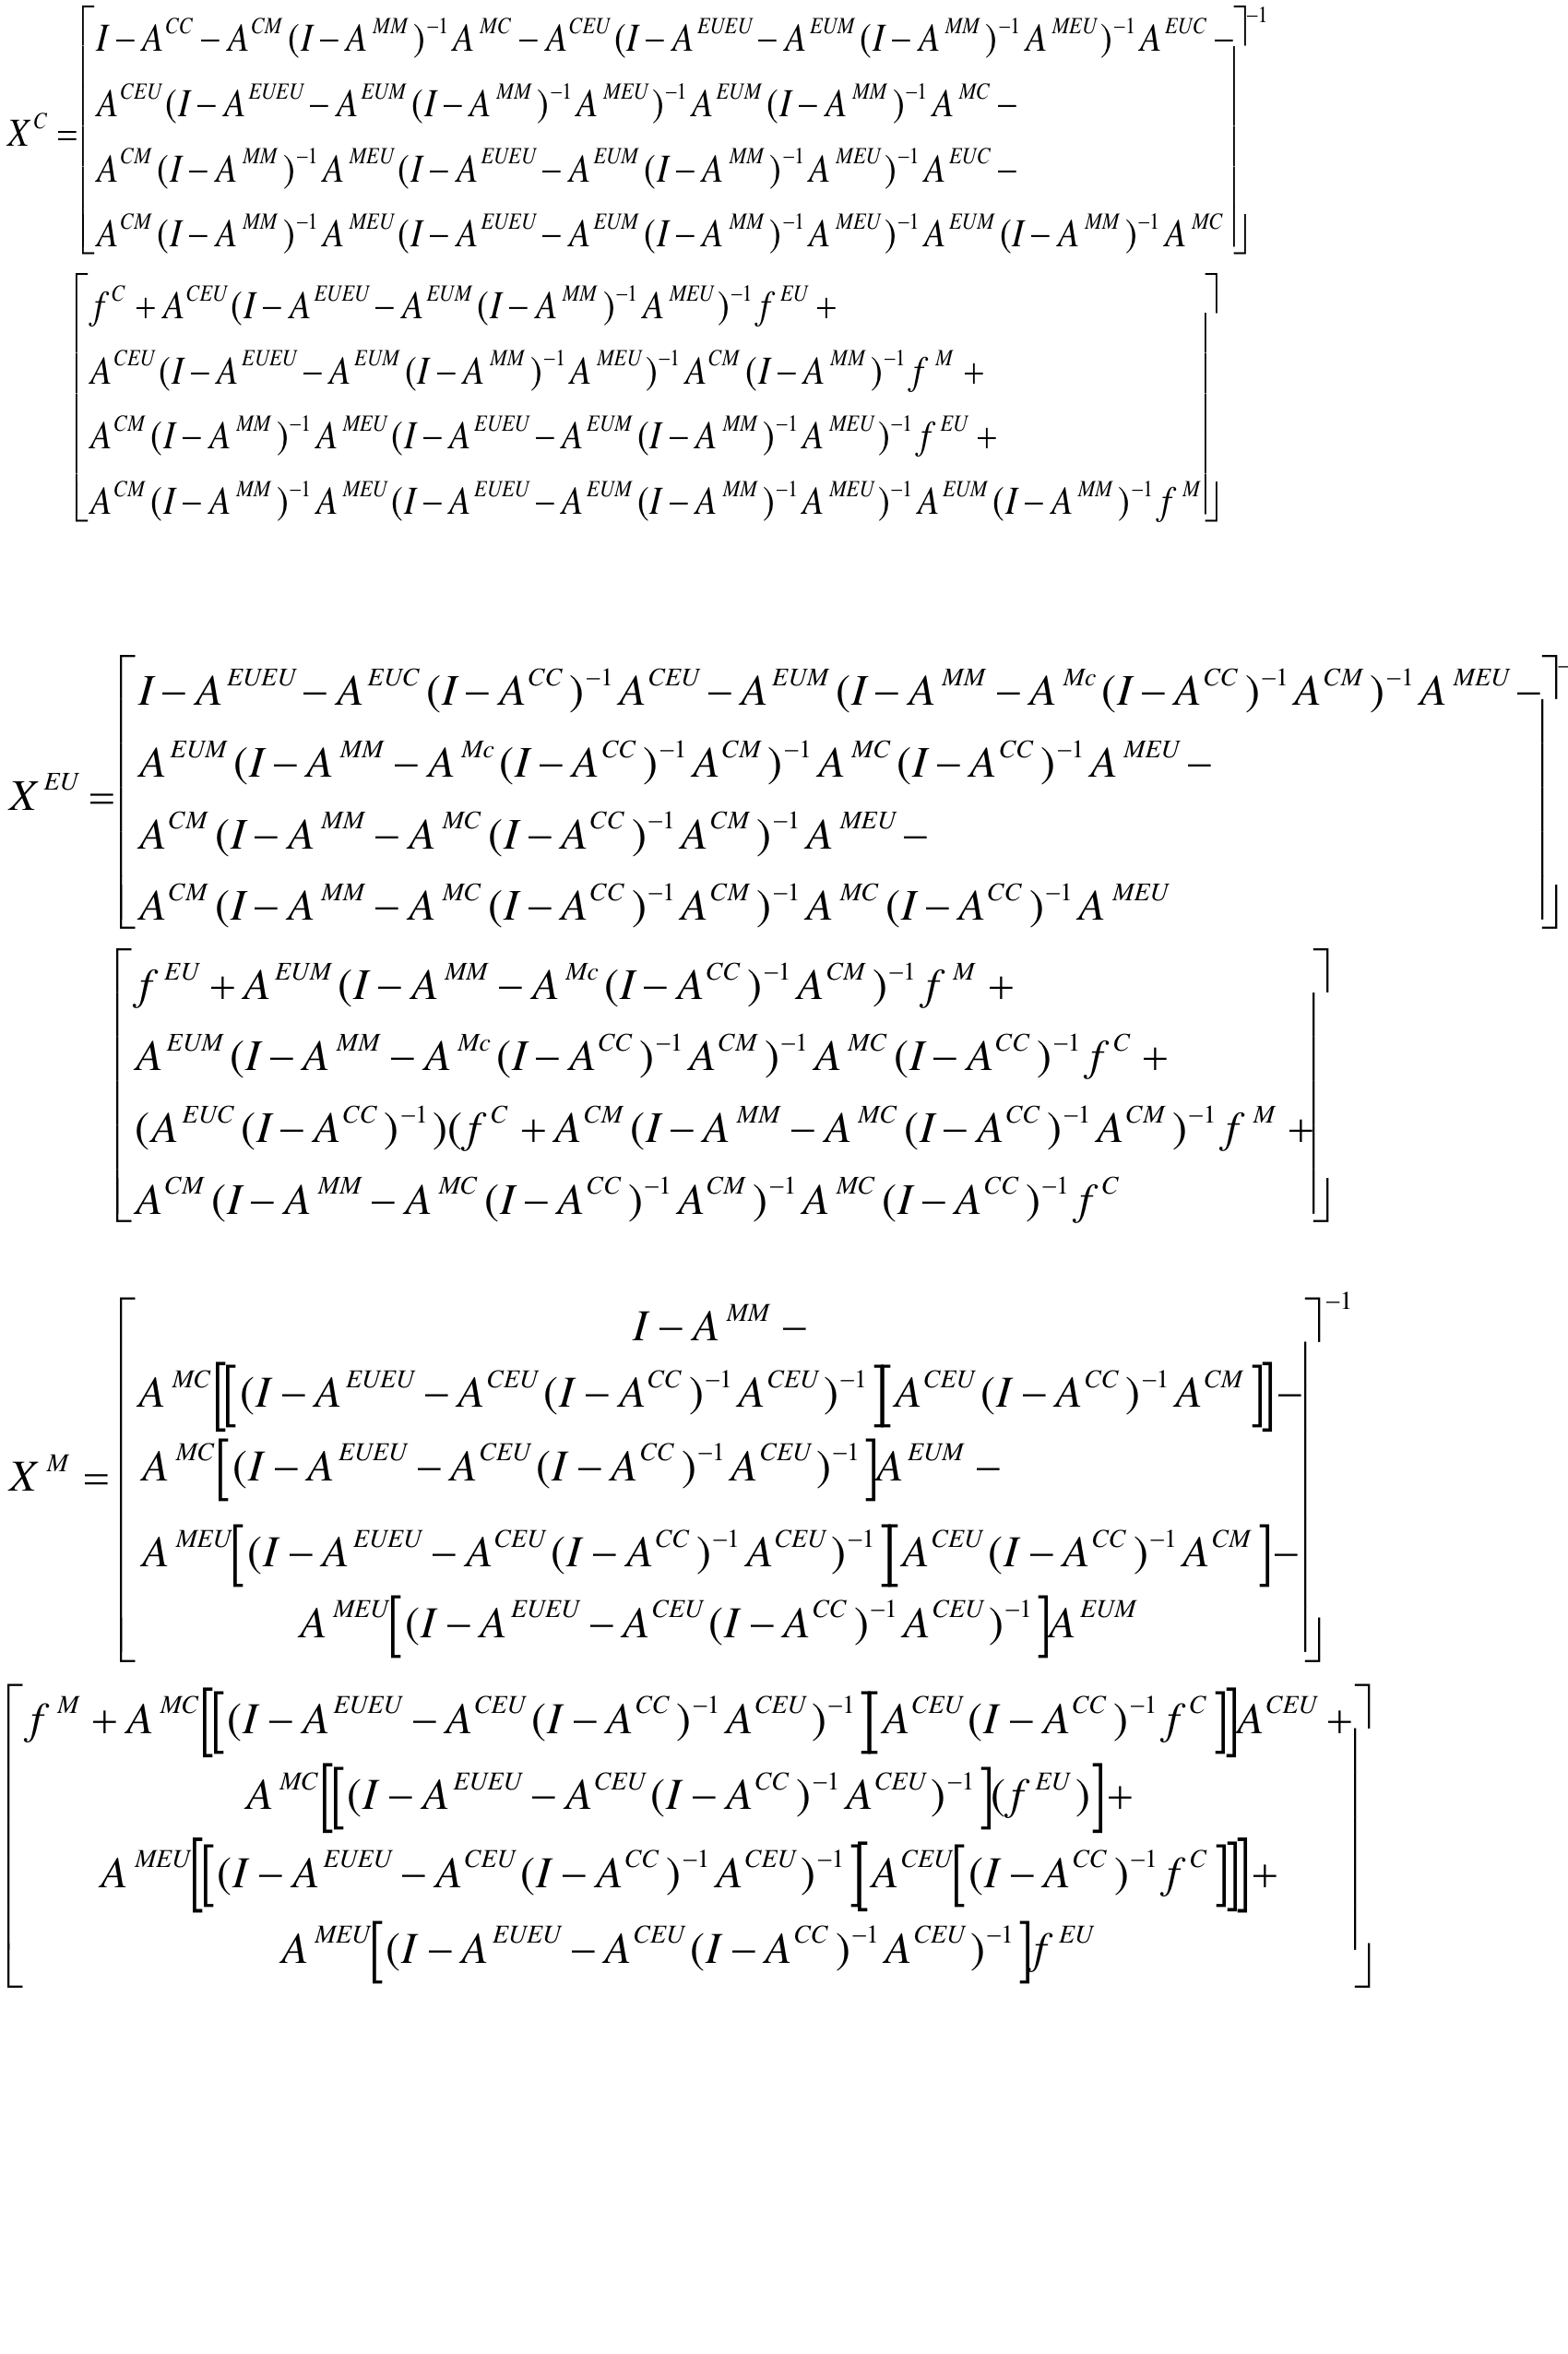 X^C = [I − A^{CC} − A^{CM}(I − A^{MM})^{−1}A^{MC} − A^{CEU}(I − A^{EUEU} − A^{EUM}(I − A^{MM})^{−1}A^{MEU})^{−1}A^{EUC} −
A^{CEU}(I − A^{EUEU} − A^{EUM}(I − A^{MM})^{−1}A^{MEU})^{−1}A^{EUM}(I − A^{MM})^{−1}A^{MC} −
A^{CM}(I − A^{MM})^{−1}A^{MEU}(I − A^{EUEU} − A^{EUM}(I − A^{MM})^{−1}A^{MEU})^{−1}A^{EUC} −
A^{CM}(I − A^{MM})^{−1}A^{MEU}(I − A^{EUEU} − A^{EUM}(I − A^{MM})^{−1}A^{MEU})^{−1}A^{EUM}(I − A^{MM})^{−1}A^{MC}]^{−1}
[f^C + A^{CEU}(I − A^{EUEU} − A^{EUM}(I − A^{MM})^{−1}A^{MEU})^{−1}f^{EU} +
A^{CEU}(I − A^{EUEU} − A^{EUM}(I − A^{MM})^{−1}A^{MEU})^{−1}A^{CM}(I − A^{MM})^{−1}f^M +
A^{CM}(I − A^{MM})^{−1}A^{MEU}(I − A^{EUEU} − A^{EUM}(I − A^{MM})^{−1}A^{MEU})^{−1}f^{EU} +
A^{CM}(I − A^{MM})^{−1}A^{MEU}(I − A^{EUEU} − A^{EUM}(I − A^{MM})^{−1}A^{MEU})^{−1}A^{EUM}(I − A^{MM})^{−1}f^M]
X^{EU} = [I − A^{EUEU} − A^{EUC}(I − A^{CC})^{−1}A^{CEU} − A^{EUM}(I − A^{MM} − A^{Mc}(I − A^{CC})^{−1}A^{CM})^{−1}A^{MEU} −
A^{EUM}(I − A^{MM} − A^{Mc}(I − A^{CC})^{−1}A^{CM})^{−1}A^{MC}(I − A^{CC})^{−1}A^{MEU} −
A^{CM}(I − A^{MM} − A^{MC}(I − A^{CC})^{−1}A^{CM})^{−1}A^{MEU} −
A^{CM}(I − A^{MM} − A^{MC}(I − A^{CC})^{−1}A^{CM})^{−1}A^{MC}(I − A^{CC})^{−1}A^{MEU}]^{−
[f^{EU} + A^{EUM}(I − A^{MM} − A^{Mc}(I − A^{CC})^{−1}A^{CM})^{−1}f^M +
A^{EUM}(I − A^{MM} − A^{Mc}(I − A^{CC})^{−1}A^{CM})^{−1}A^{MC}(I − A^{CC})^{−1}f^C +
(A^{EUC}(I − A^{CC})^{−1})(f^C + A^{CM}(I − A^{MM} − A^{MC}(I − A^{CC})^{−1}A^{CM})^{−1}f^M +
A^{CM}(I − A^{MM} − A^{MC}(I − A^{CC})^{−1}A^{CM})^{−1}A^{MC}(I − A^{CC})^{−1}f^C]
X^M = [I − A^{MM} −
A^{MC}[[(I − A^{EUEU} − A^{CEU}(I − A^{CC})^{−1}A^{CEU})^{−1}][A^{CEU}(I − A^{CC})^{−1}A^{CM}]] −
A^{MC}[(I − A^{EUEU} − A^{CEU}(I − A^{CC})^{−1}A^{CEU})^{−1}]A^{EUM} −
A^{MEU}[(I − A^{EUEU} − A^{CEU}(I − A^{CC})^{−1}A^{CEU})^{−1}][A^{CEU}(I − A^{CC})^{−1}A^{CM}] −
A^{MEU}[(I − A^{EUEU} − A^{CEU}(I − A^{CC})^{−1}A^{CEU})^{−1}]A^{EUM}]^{−1}
[f^M + A^{MC}[[(I − A^{EUEU} − A^{CEU}(I − A^{CC})^{−1}A^{CEU})^{−1}][A^{CEU}(I − A^{CC})^{−1}f^C]]A^{CEU} +
A^{MC}[[(I − A^{EUEU} − A^{CEU}(I − A^{CC})^{−1}A^{CEU})^{−1}](f^{EU})] +
A^{MEU}[[(I − A^{EUEU} − A^{CEU}(I − A^{CC})^{−1}A^{CEU})^{−1}][A^{CEU}[(I − A^{CC})^{−1}f^C]]] +
A^{MEU}[(I − A^{EUEU} − A^{CEU}(I − A^{CC})^{−1}A^{CEU})^{−1}]f^{EU}]